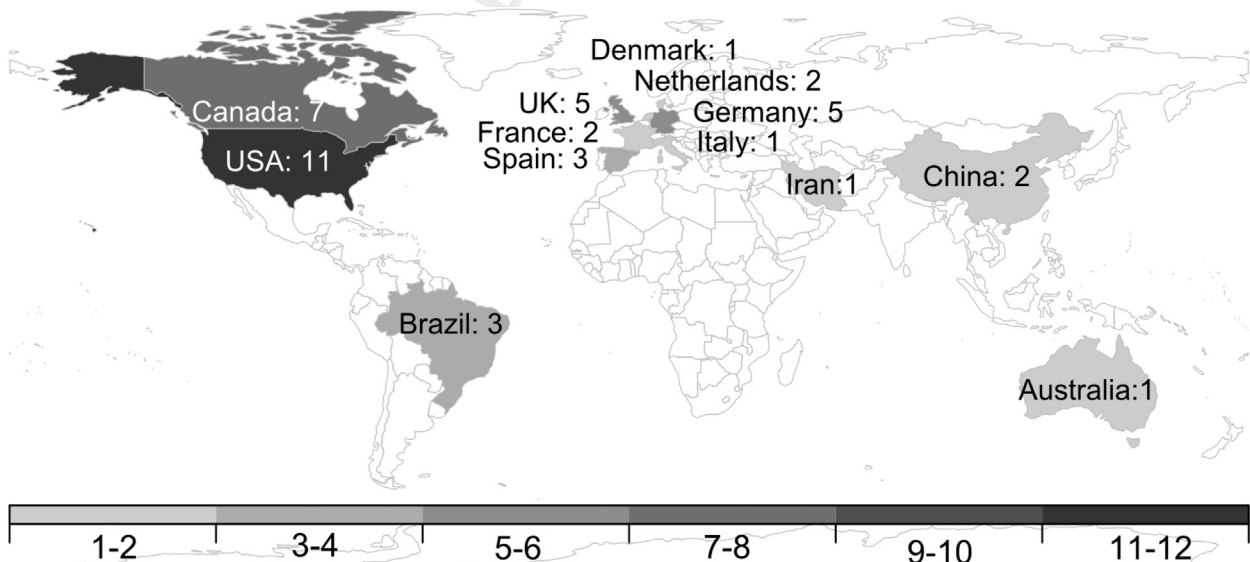 Denmark: 1
Netherlands: 2
UK: 5
Germany: 5
Canada: 7
France: 2
Italy: 1
Spain: 3
USA: 11
Iran:1
China: 2
Brazil: 3
Australia:1
1-2
3-4
5-6
7-8
9-10
11-12